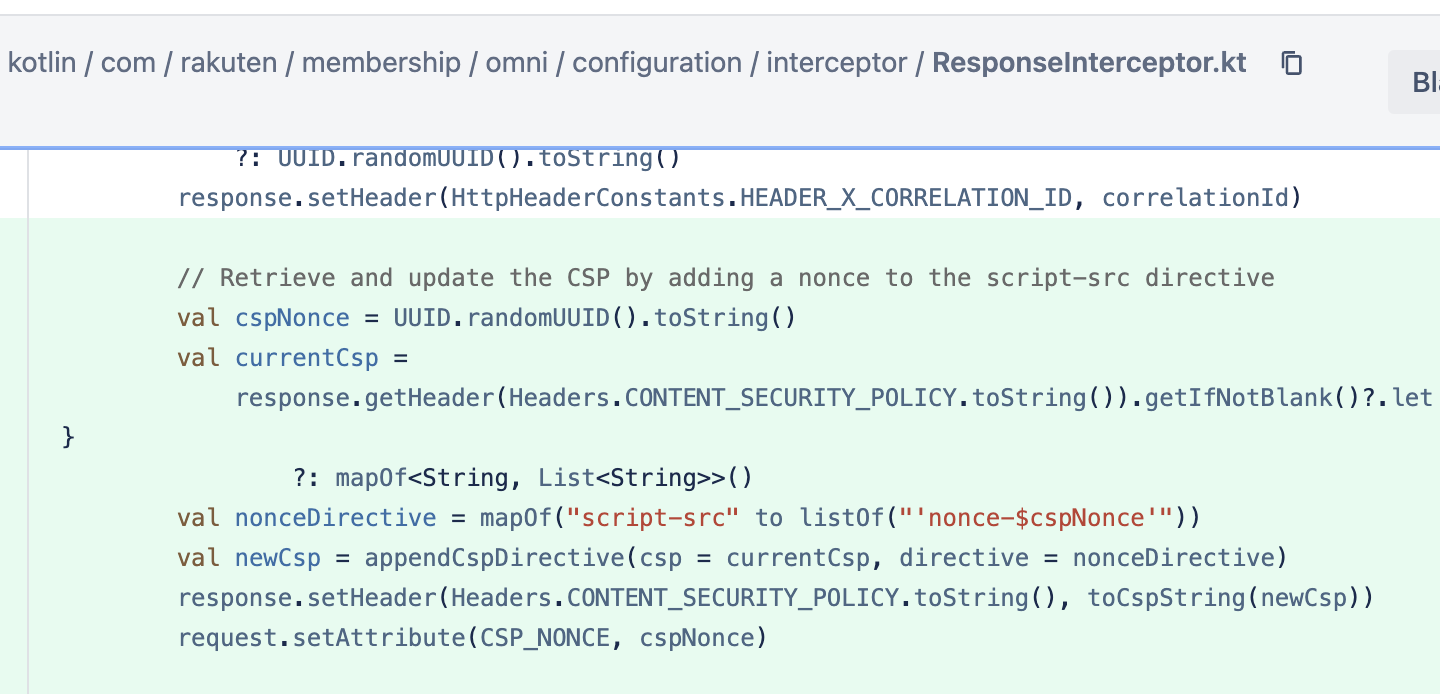 kotlin / com / rakuten / membership / omni / configuration / interceptor / ResponseInterceptor.kt
?: UUID.randomUUID().toString()
response.setHeader(HttpHeaderConstants.HEADER_X_CORRELATION_ID, correlationId)
// Retrieve and update the CSP by adding a nonce to the script-src directive
val cspNonce = UUID.randomUUID().toString()
val currentCsp =
response.getHeader(Headers.CONTENT_SECURITY_POLICY.toString()).getIfNotBlank()?.let
}
?: mapOf<String, List<String>>()
val nonceDirective = mapOf("script-src" to listOf("'nonce-$cspNonce'"))
val newCsp = appendCspDirective(csp = currentCsp, directive = nonceDirective)
response.setHeader(Headers.CONTENT_SECURITY_POLICY.toString(), toCspString(newCsp))
request.setAttribute(CSP_NONCE, cspNonce)